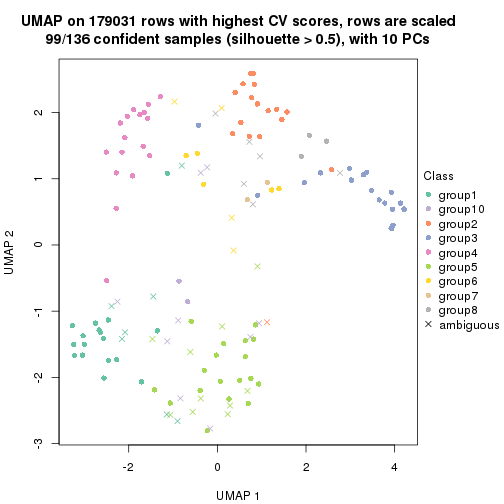 UMAP on 179031 rows with highest CV scores, rows are scaled
99/136 confident samples (silhouette > 0.5), with 10 PCs
2
1
0
-1
-2
-3
UMAP 2
-2
0
2
4
UMAP 1
Class
group1
group10
group2
group3
group4
group5
group6
group7
group8
ambiguous